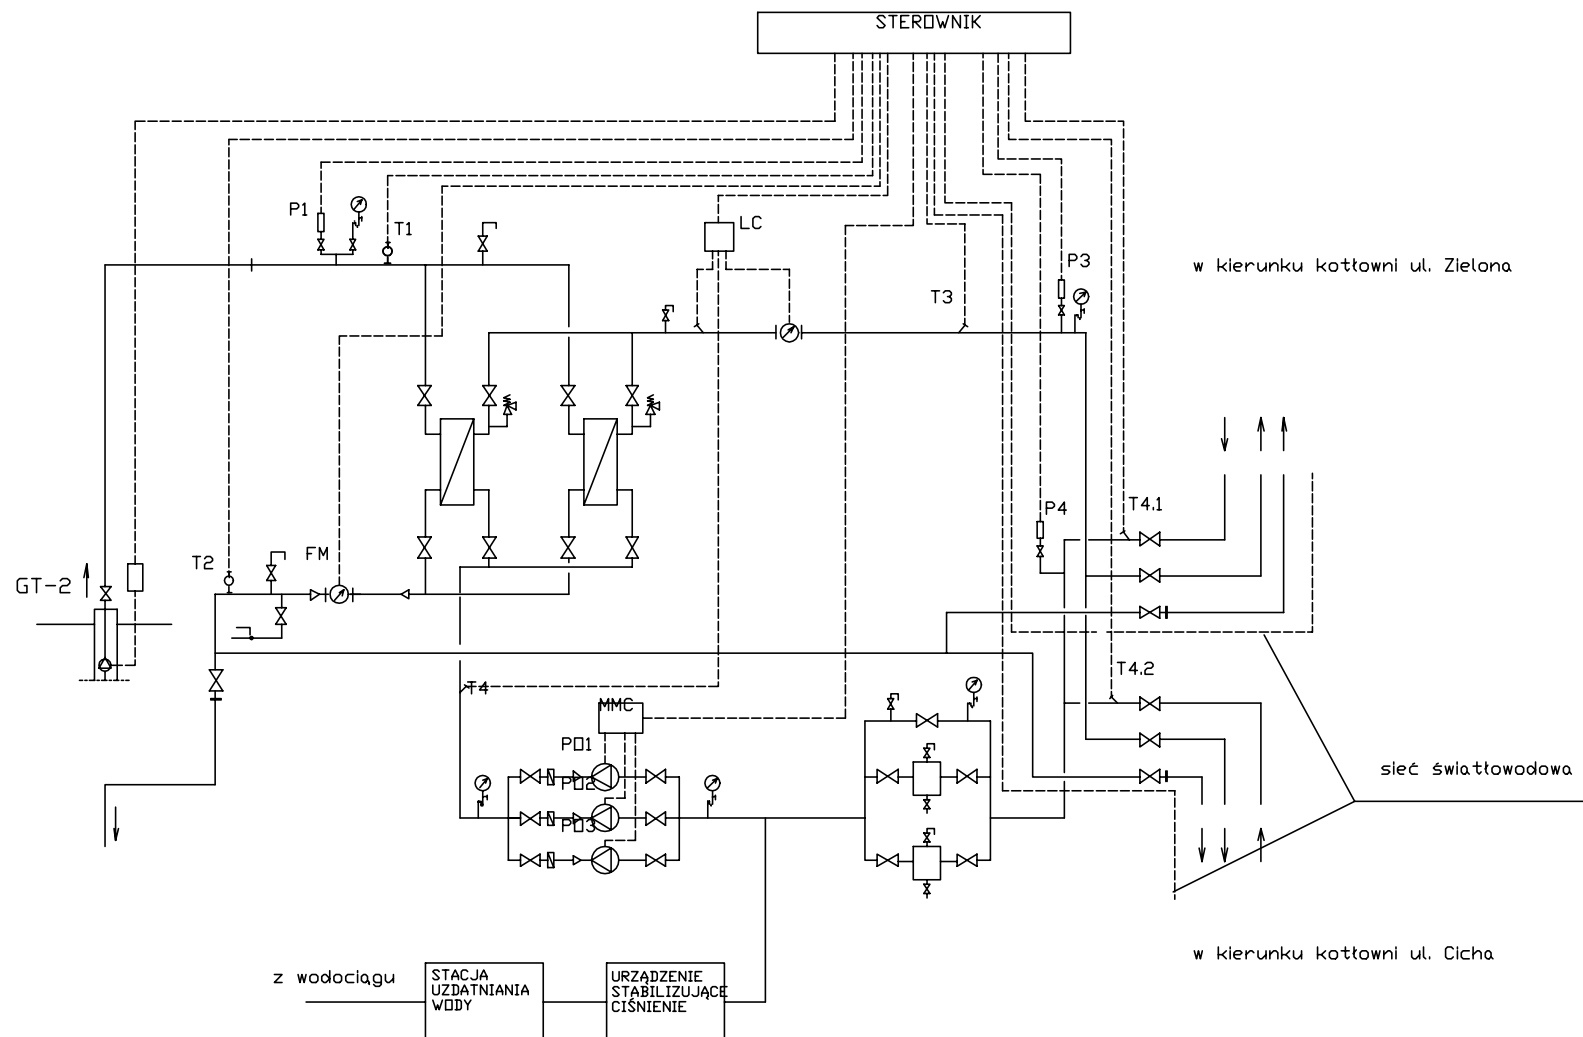 STEROWNIK
P1
T1
LC
P3
w kierunku kotłowni ul. Zielona
T3
P4
T4.1
T2
FM
GT-2
T4.2
T4
MMC
PO1
PO2
PO3
sieć światłowodowa
w kierunku kotłowni ul. Cicha
z wodociągu
STACJA
UZDATNIANIA
WODY
URZĄDZENIE
STABILIZUJĄCE
CIŚNIENIE